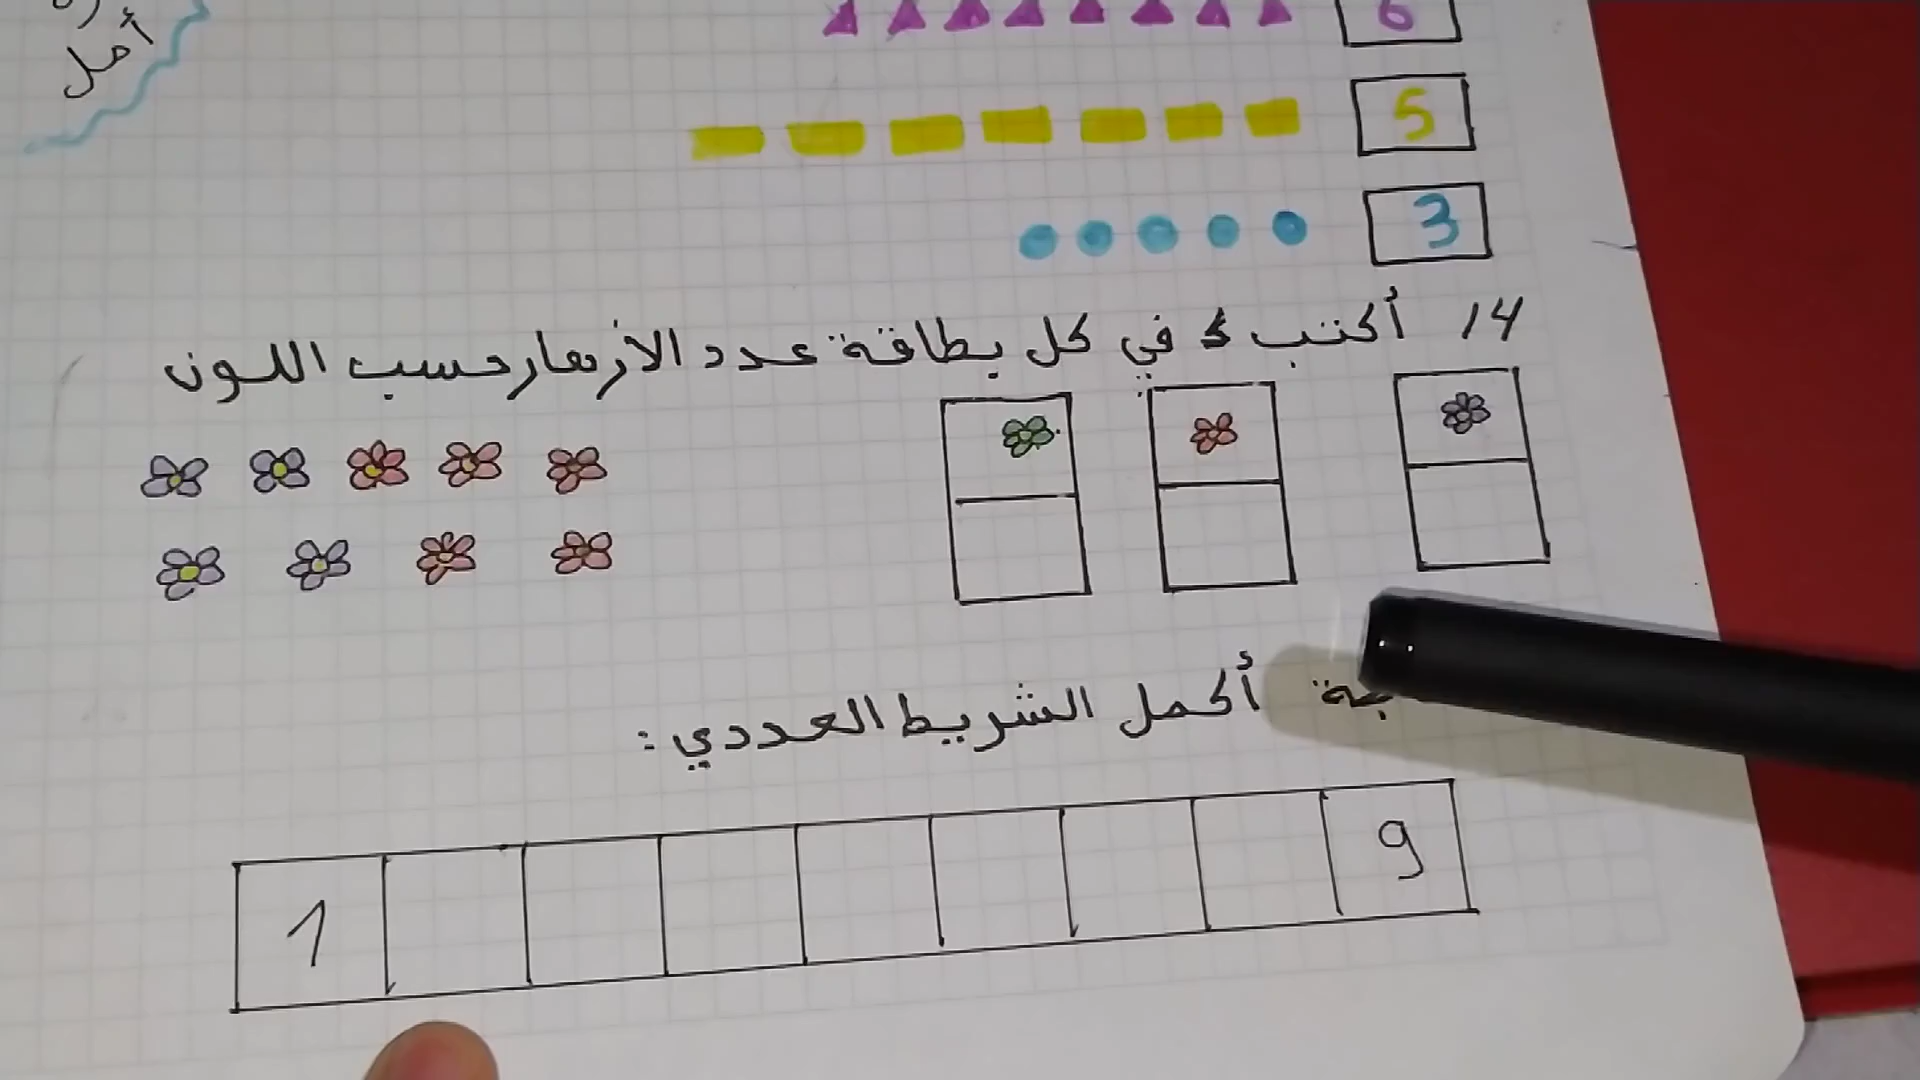 أمل
6
5
3
14 أكتب في كل بطاقة عدد الأزهار حسب اللون
أكمل الشريط العددي:
1 9